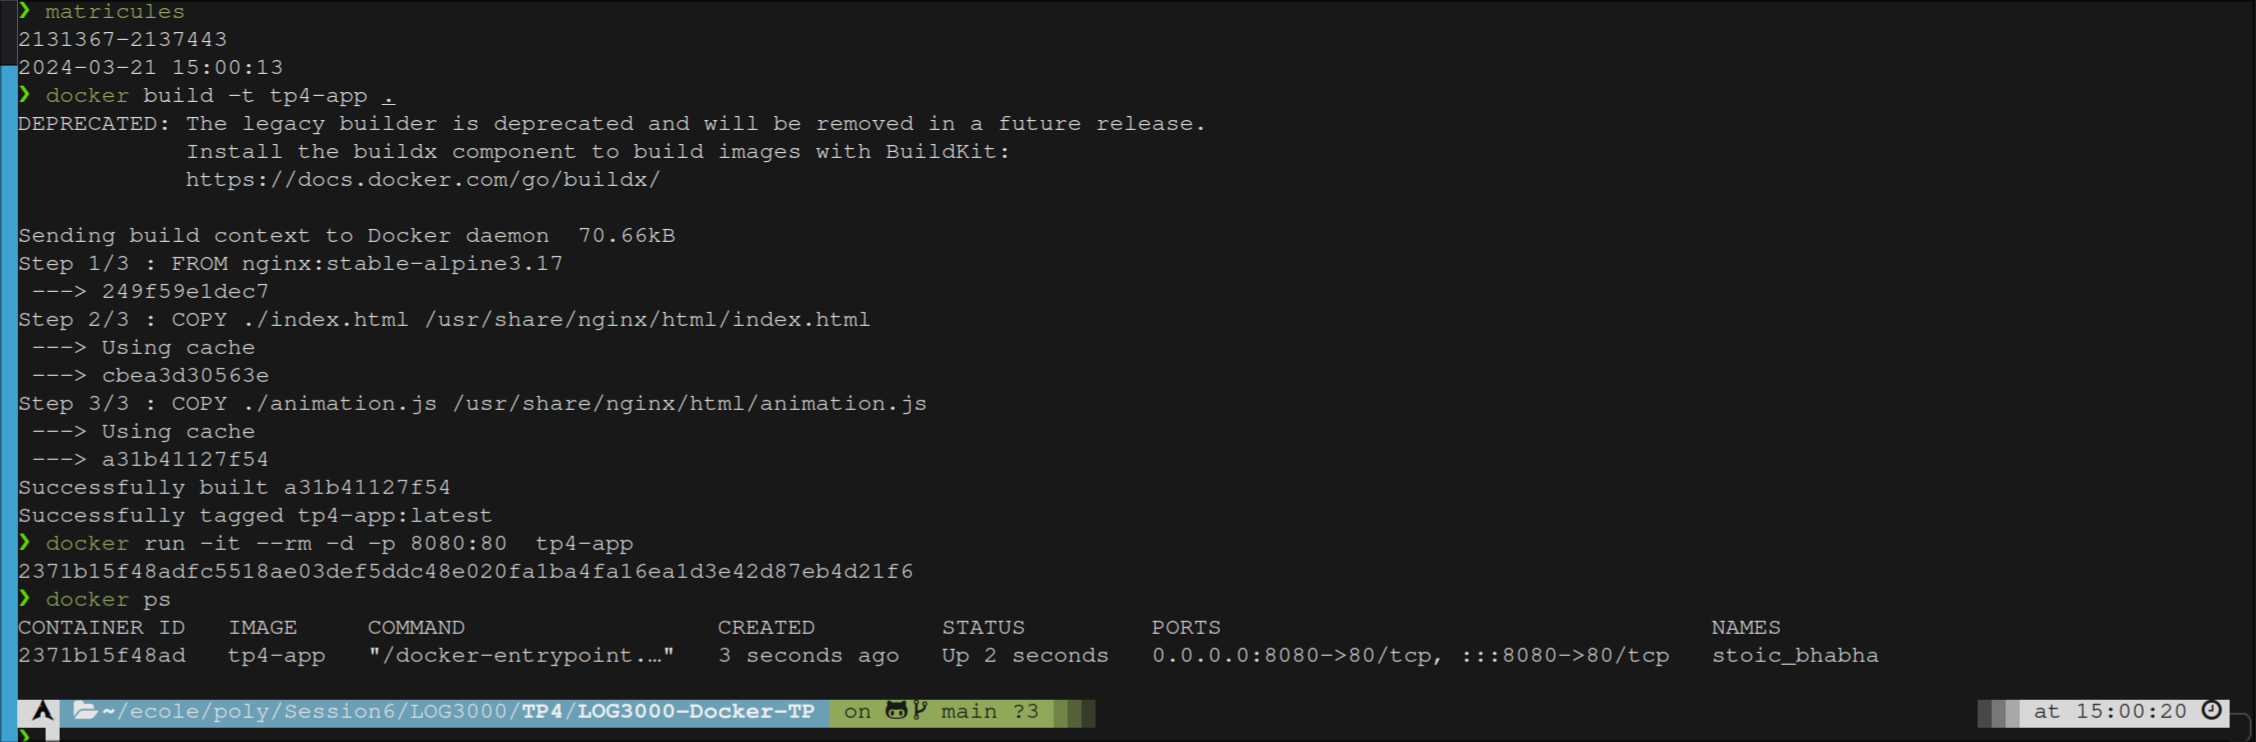 ❯ matricules
2131367-2137443
2024-03-21 15:00:13
❯ docker build -t tp4-app .
DEPRECATED: The legacy builder is deprecated and will be removed in a future release.
            Install the buildx component to build images with BuildKit:
            https://docs.docker.com/go/buildx/
Sending build context to Docker daemon  70.66kB
Step 1/3 : FROM nginx:stable-alpine3.17
 ---> 249f59e1dec7
Step 2/3 : COPY ./index.html /usr/share/nginx/html/index.html
 ---> Using cache
 ---> cbea3d30563e
Step 3/3 : COPY ./animation.js /usr/share/nginx/html/animation.js
 ---> Using cache
 ---> a31b41127f54
Successfully built a31b41127f54
Successfully tagged tp4-app:latest
❯ docker run -it --rm -d -p 8080:80  tp4-app
2371b15f48adfc5518ae03def5ddc48e020fa1ba4fa16ea1d3e42d87eb4d21f6
❯ docker ps
CONTAINER ID   IMAGE     COMMAND                  CREATED         STATUS         PORTS                                   NAMES
2371b15f48ad   tp4-app   "/docker-entrypoint.…"   3 seconds ago   Up 2 seconds   0.0.0.0:8080->80/tcp, :::8080->80/tcp   stoic_bhabha
~/ecole/poly/Session6/LOG3000/TP4/LOG3000-Docker-TP on main ?3 at 15:00:20
❯